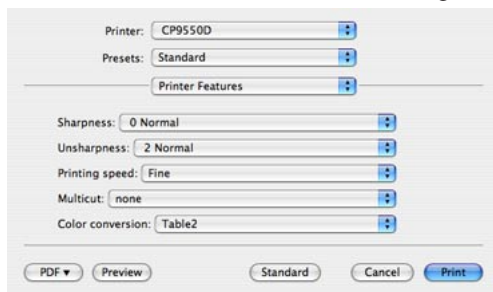 Printer: CP9550D
Presets: Standard
Printer Features
Sharpness: 0 Normal
Unsharpness: 2 Normal
Printing speed: Fine
Multicut: none
Color conversion: Table2
PDF ▼ Preview Standard Cancel Print